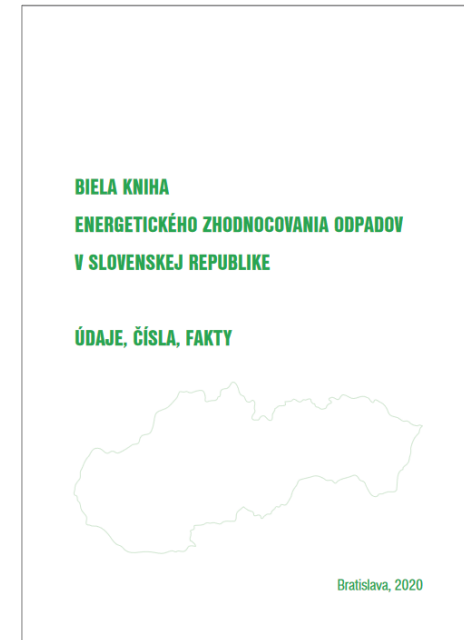 BIELA KNIHA
ENERGETICKÉHO ZHODNOCOVANIA ODPADOV
V SLOVENSKEJ REPUBLIKE
ÚDAJE, ČÍSLA, FAKTY
Bratislava, 2020